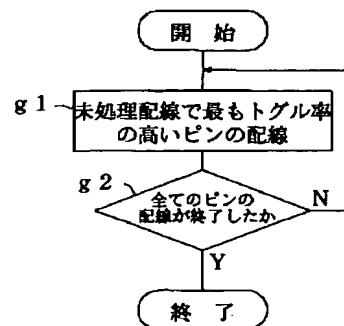 開 始
g 1
未処理配線で最もトグル率
の高いピンの配線
g 2
全てのピンの
配線が終了したか
N
Y
終 了